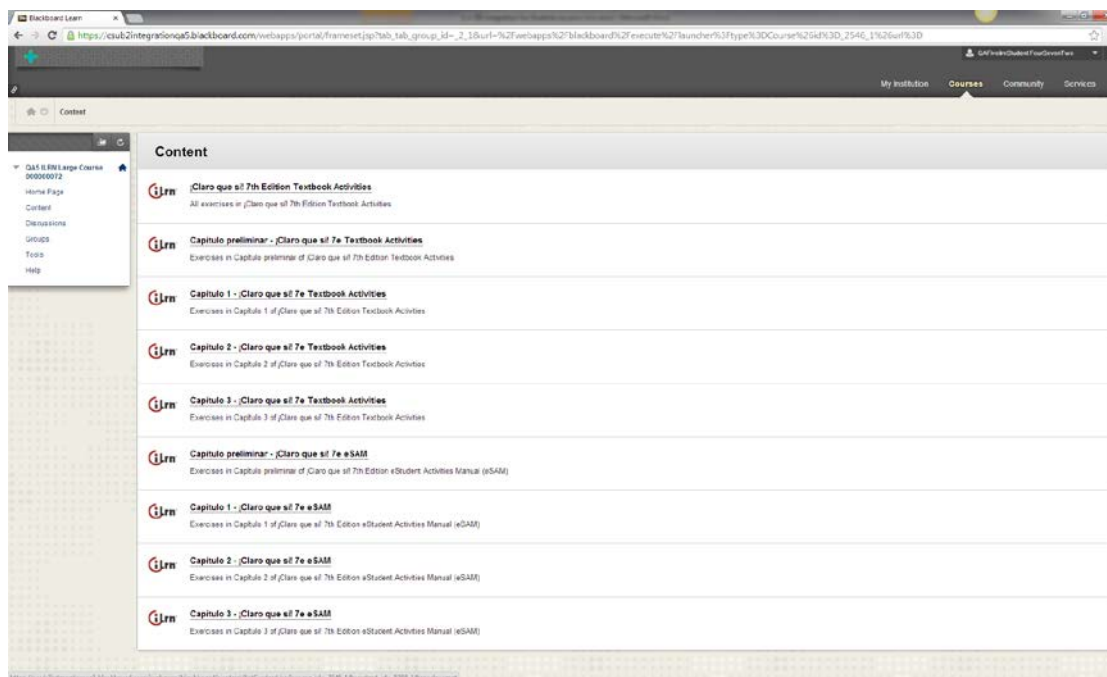 Blackboard Learn
https://csub2integrationqa5.blackboard.com/webapps/portal/frameset.jsp?tab_tab_group_id=_2_1&url=%2Fwebapps%2Fblackboard%2Fexecute%2Flauncher%3Ftype%3DCourse%26id%3D_2546_1%26url%3D
My Institution Courses Community Services
Content
QA5 ILRN Large Course
000000072
Home Page
Content
Discussions
Groups
Tools
Help
Content
iLrn ¡Claro que sí! 7th Edition Textbook Activities
All exercises in ¡Claro que sí! 7th Edition Textbook Activities
iLrn Capítulo preliminar - ¡Claro que sí! 7e Textbook Activities
Exercises in Capítulo preliminar of ¡Claro que sí! 7th Edition Textbook Activities
iLrn Capítulo 1 - ¡Claro que sí! 7e Textbook Activities
Exercises in Capítulo 1 of ¡Claro que sí! 7th Edition Textbook Activities
iLrn Capítulo 2 - ¡Claro que sí! 7e Textbook Activities
Exercises in Capítulo 2 of ¡Claro que sí! 7th Edition Textbook Activities
iLrn Capítulo 3 - ¡Claro que sí! 7e Textbook Activities
Exercises in Capítulo 3 of ¡Claro que sí! 7th Edition Textbook Activities
iLrn Capítulo preliminar - ¡Claro que sí! 7e eSAM
Exercises in Capítulo preliminar of ¡Claro que sí! 7th Edition eStudent Activities Manual (eSAM)
iLrn Capítulo 1 - ¡Claro que sí! 7e eSAM
Exercises in Capítulo 1 of ¡Claro que sí! 7th Edition eStudent Activities Manual (eSAM)
iLrn Capítulo 2 - ¡Claro que sí! 7e eSAM
Exercises in Capítulo 2 of ¡Claro que sí! 7th Edition eStudent Activities Manual (eSAM)
iLrn Capítulo 3 - ¡Claro que sí! 7e eSAM
Exercises in Capítulo 3 of ¡Claro que sí! 7th Edition eStudent Activities Manual (eSAM)